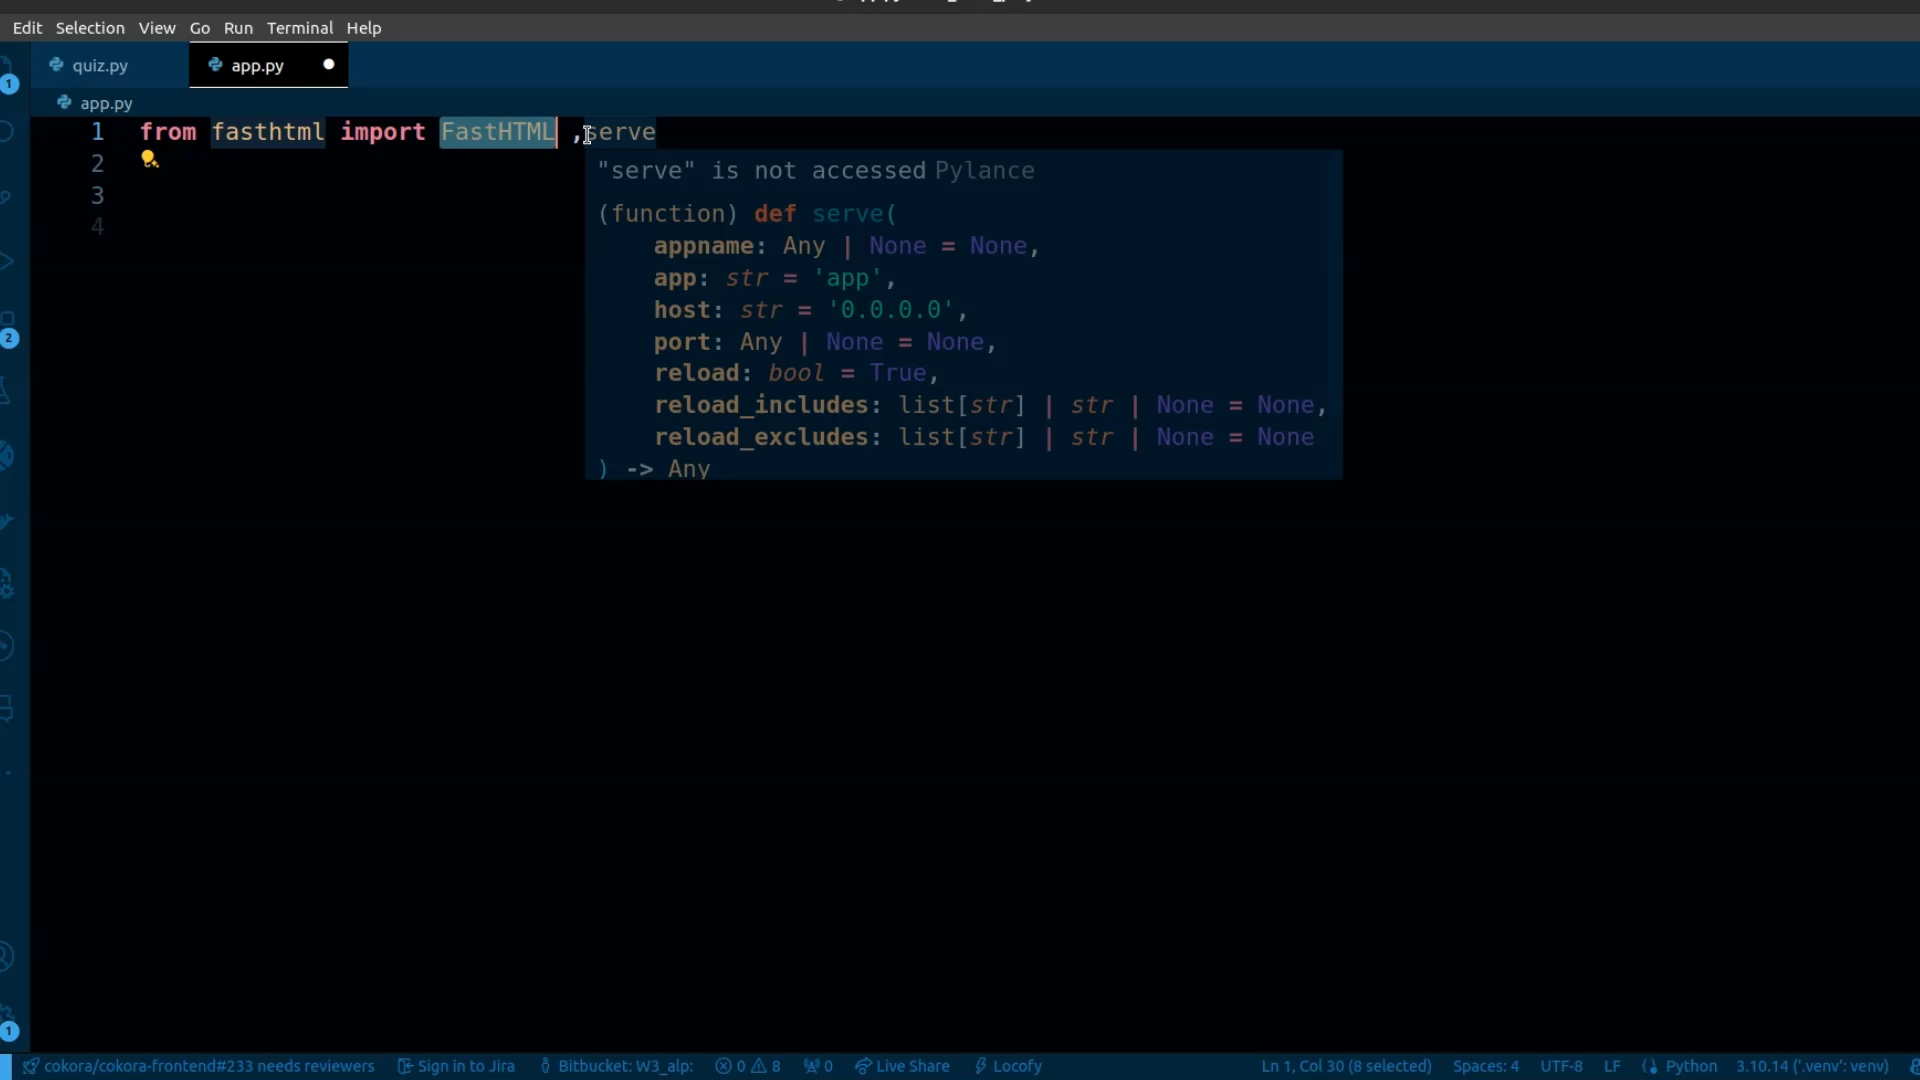 Edit Selection View Go Run Terminal Help
quiz.py
app.py
app.py
1 from fasthtml import FastHTML ,serve
2
3
4
"serve" is not accessed Pylance
(function) def serve(
appname: Any | None = None,
app: str = 'app',
host: str = '0.0.0.0',
port: Any | None = None,
reload: bool = True,
reload_includes: list[str] | str | None = None,
reload_excludes: list[str] | str | None = None
) -> Any
1
2
1
cokora/cokora-frontend#233 needs reviewers Sign in to Jira Bitbucket: W3_alp: 0 8 0 Live Share Locofy Ln 1, Col 30 (8 selected) Spaces: 4 UTF-8 LF Python 3.10.14 ('.venv': venv)